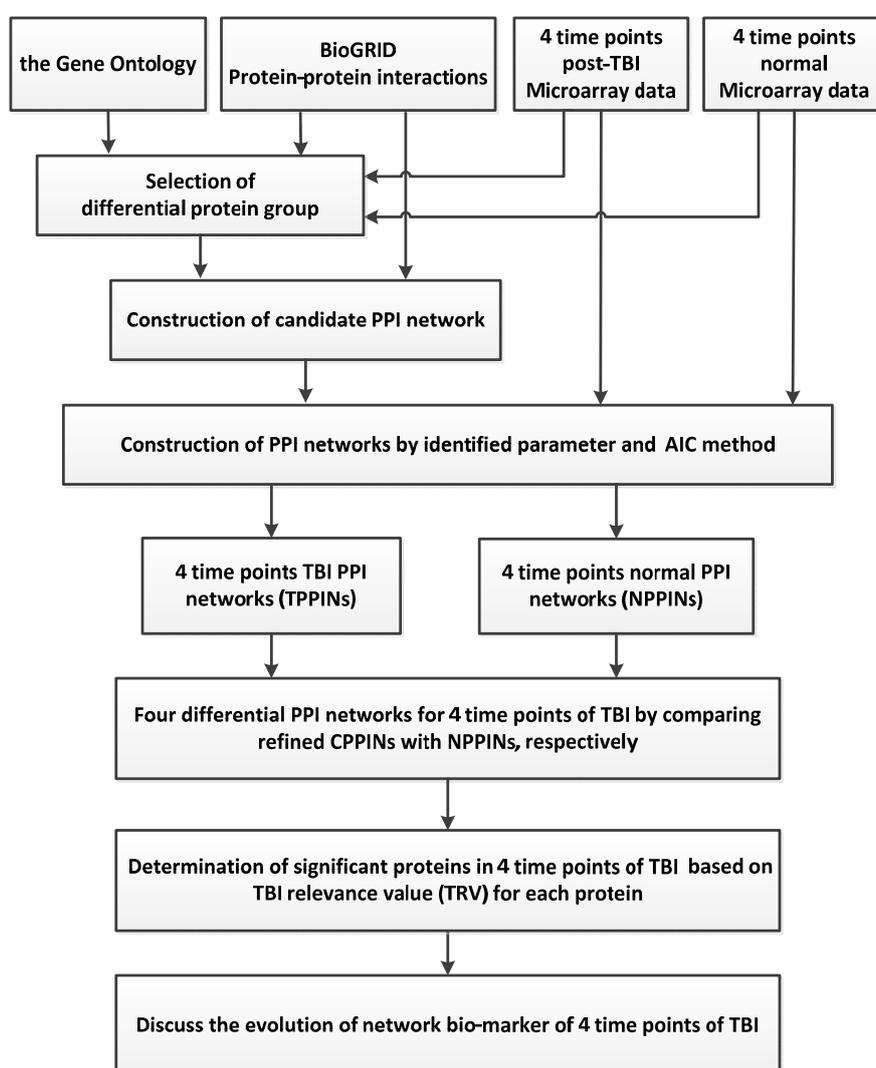 the Gene Ontology
BioGRID
Protein-protein interactions
4 time points
post-TBI
Microarray data
4 time points
normal
Microarray data
Selection of
differential protein group
Construction of candidate PPI network
Construction of PPI networks by identified parameter and AIC method
4 time points TBI PPI
networks (TPPINs)
4 time points normal PPI
networks (NPPINs)
Four differential PPI networks for 4 time points of TBI by comparing
refined CPPINs with NPPINs, respectively
Determination of significant proteins in 4 time points of TBI based on
TBI relevance value (TRV) for each protein
Discuss the evolution of network bio-marker of 4 time points of TBI